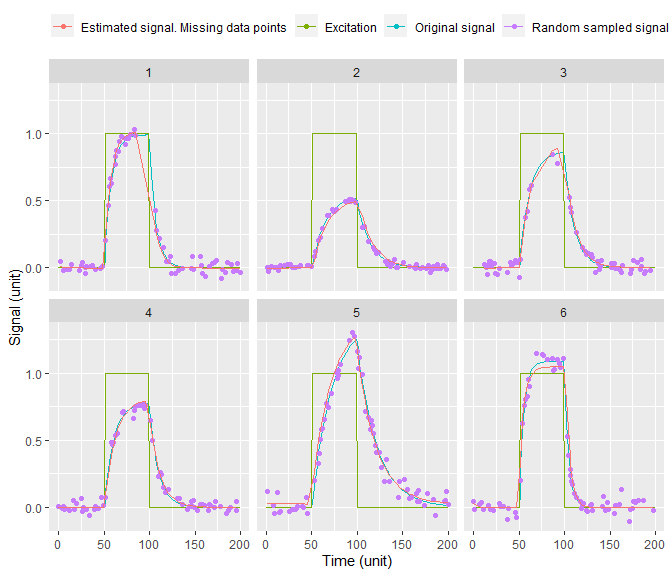 Estimated signal. Missing data points Excitation Original signal Random sampled signal
1 2 3
1.0
0.5
0.0
Signal (unit)
4 5 6
1.0
0.5
0.0
0 50 100 150 200 0 50 100 150 200 0 50 100 150 200
Time (unit)